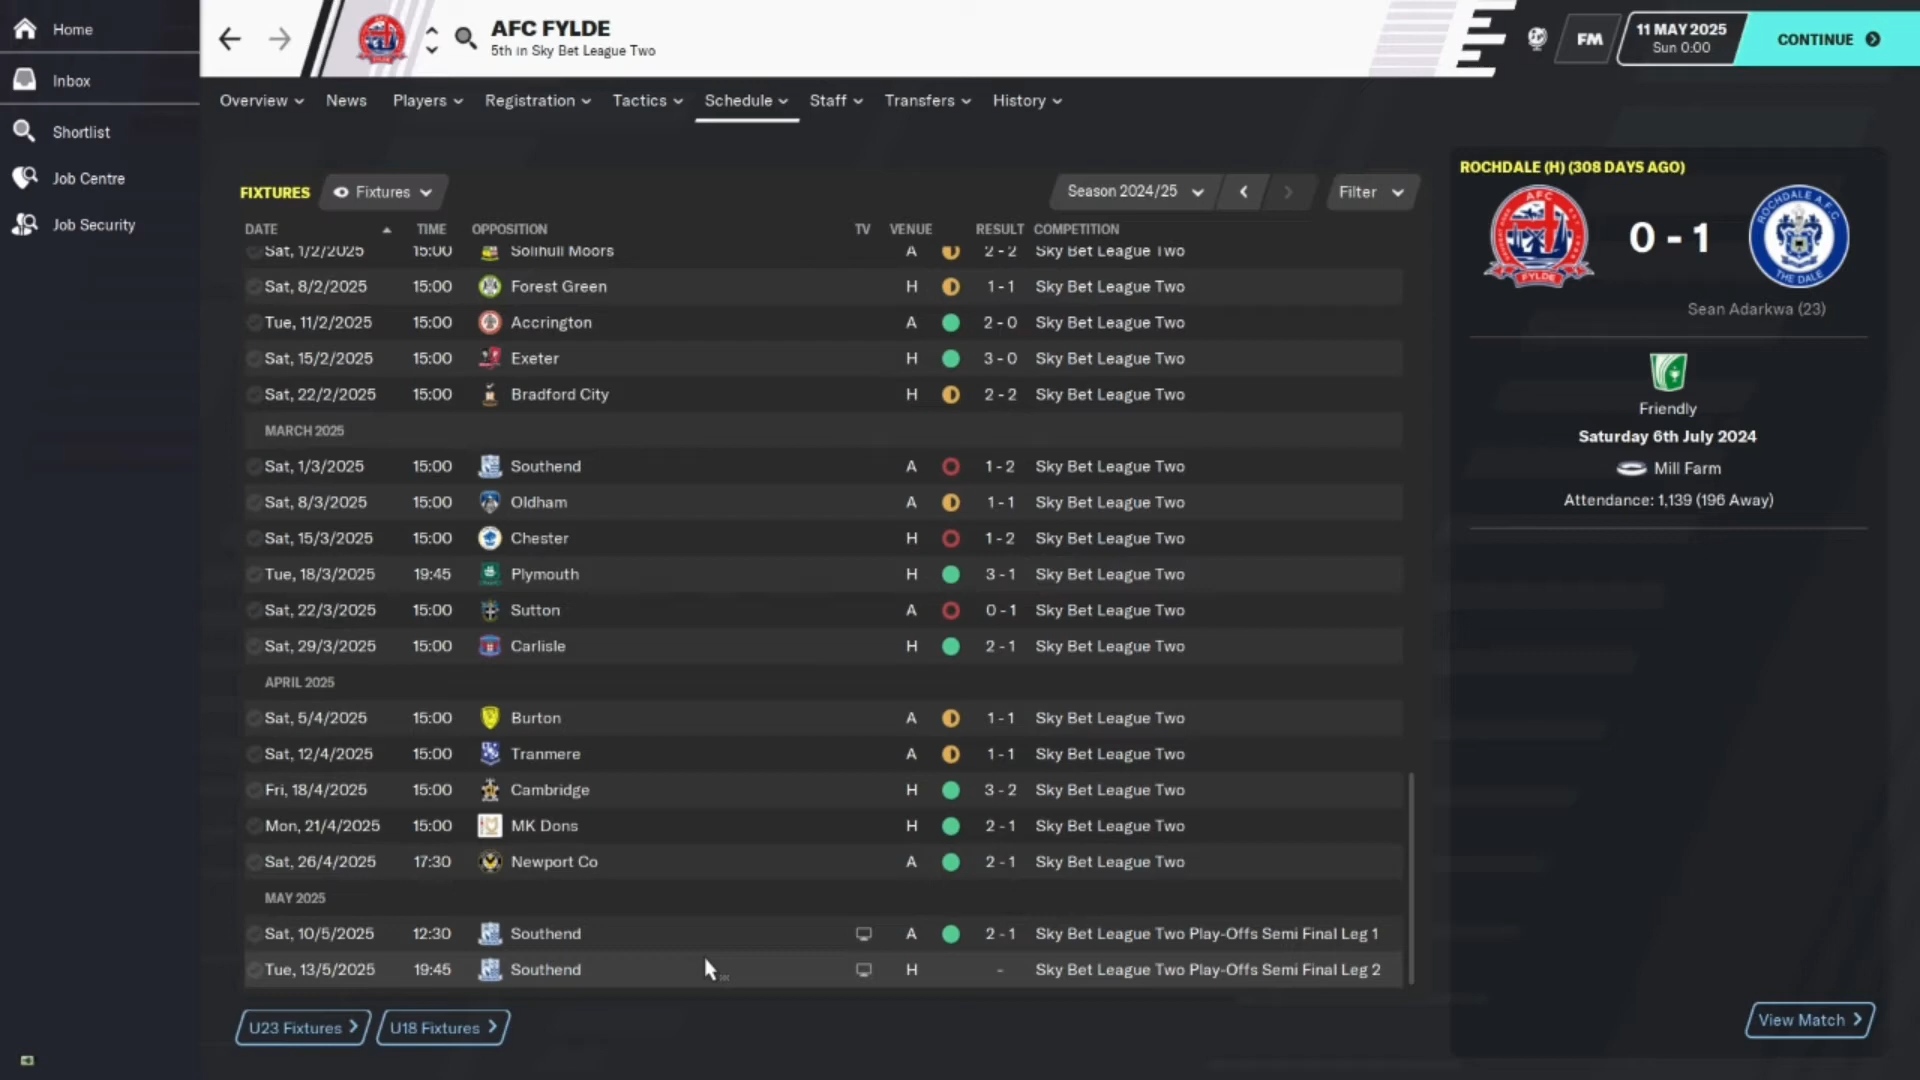 Home
Inbox
Shortlist
Job Centre
Job Security
AFC FYLDE
5th in Sky Bet League Two
FM
11 MAY 2025
Sun 0:00
CONTINUE
Overview News Players Registration Tactics Schedule Staff Transfers History
FIXTURES Fixtures Season 2024/25 Filter
DATE TIME OPPOSITION TV VENUE RESULT COMPETITION
Sat, 1/2/2025 15:00 Solihull Moors A 2 - 2 Sky Bet League Two
Sat, 8/2/2025 15:00 Forest Green H 1 - 1 Sky Bet League Two
Tue, 11/2/2025 15:00 Accrington A 2 - 0 Sky Bet League Two
Sat, 15/2/2025 15:00 Exeter H 3 - 0 Sky Bet League Two
Sat, 22/2/2025 15:00 Bradford City H 2 - 2 Sky Bet League Two
MARCH 2025
Sat, 1/3/2025 15:00 Southend A 1 - 2 Sky Bet League Two
Sat, 8/3/2025 15:00 Oldham A 1 - 1 Sky Bet League Two
Sat, 15/3/2025 15:00 Chester H 1 - 2 Sky Bet League Two
Tue, 18/3/2025 19:45 Plymouth H 3 - 1 Sky Bet League Two
Sat, 22/3/2025 15:00 Sutton A 0 - 1 Sky Bet League Two
Sat, 29/3/2025 15:00 Carlisle H 2 - 1 Sky Bet League Two
APRIL 2025
Sat, 5/4/2025 15:00 Burton A 1 - 1 Sky Bet League Two
Sat, 12/4/2025 15:00 Tranmere A 1 - 1 Sky Bet League Two
Fri, 18/4/2025 15:00 Cambridge H 3 - 2 Sky Bet League Two
Mon, 21/4/2025 15:00 MK Dons H 2 - 1 Sky Bet League Two
Sat, 26/4/2025 17:30 Newport Co A 2 - 1 Sky Bet League Two
MAY 2025
Sat, 10/5/2025 12:30 Southend A 2 - 1 Sky Bet League Two Play-Offs Semi Final Leg 1
Tue, 13/5/2025 19:45 Southend H - Sky Bet League Two Play-Offs Semi Final Leg 2
U23 Fixtures U18 Fixtures
ROCHDALE (H) (308 DAYS AGO)
AFC
FYLDE
0 - 1
ROCHDALE A.F.C.
THE DALE
Sean Adarkwa (23)
Friendly
Saturday 6th July 2024
Mill Farm
Attendance: 1,139 (196 Away)
View Match